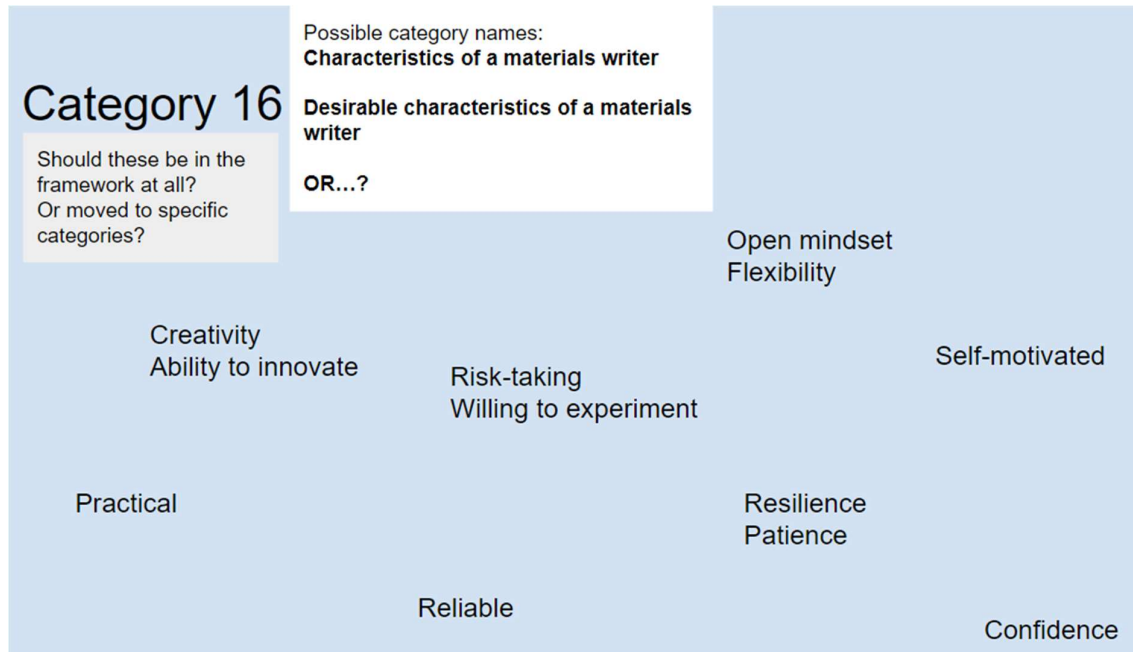 Possible category names:
Characteristics of a materials writer
Desirable characteristics of a materials
writer
OR...?
Category 16
Should these be in the
framework at all?
Or moved to specific
categories?
Open mindset
Flexibility
Creativity
Ability to innovate
Self-motivated
Risk-taking
Willing to experiment
Practical
Resilience
Patience
Reliable
Confidence